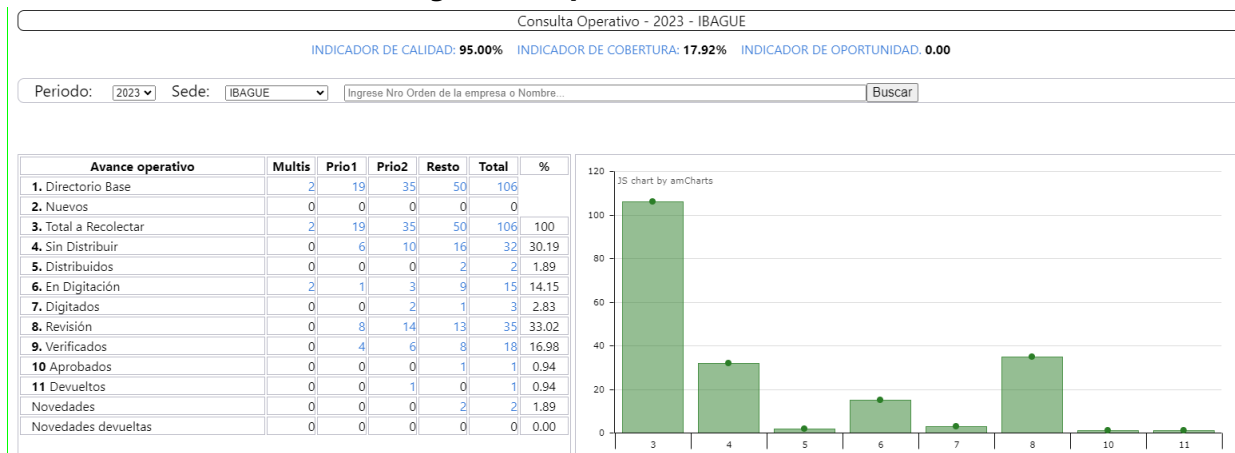 Consulta Operativo - 2023 - IBAGUE
INDICADOR DE CALIDAD: 95.00% INDICADOR DE COBERTURA: 17.92% INDICADOR DE OPORTUNIDAD. 0.00
Periodo: 2023 Sede: IBAGUE Ingrese Nro Orden de la empresa o Nombre... Buscar
Avance operativo Multis Prio1 Prio2 Resto Total %
1. Directorio Base 2 19 35 50 106
2. Nuevos 0 0 0 0 0
3. Total a Recolectar 2 19 35 50 106 100
4. Sin Distribuir 0 6 10 16 32 30.19
5. Distribuidos 0 0 0 2 2 1.89
6. En Digitación 2 1 3 9 15 14.15
7. Digitados 0 0 2 1 3 2.83
8. Revisión 0 8 14 13 35 33.02
9. Verificados 0 4 6 8 18 16.98
10 Aprobados 0 0 0 1 1 0.94
11 Devueltos 0 0 1 0 1 0.94
Novedades 0 0 0 2 2 1.89
Novedades devueltas 0 0 0 0 0 0.00
JS chart by amCharts
120
100
80
60
40
20
0
3 4 5 6 7 8 10 11